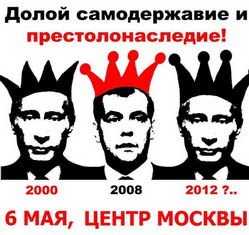 Долой самодержавие и
престолонаследие!
2000 2008 2012 ?..
6 МАЯ, ЦЕНТР МОСКВЫ